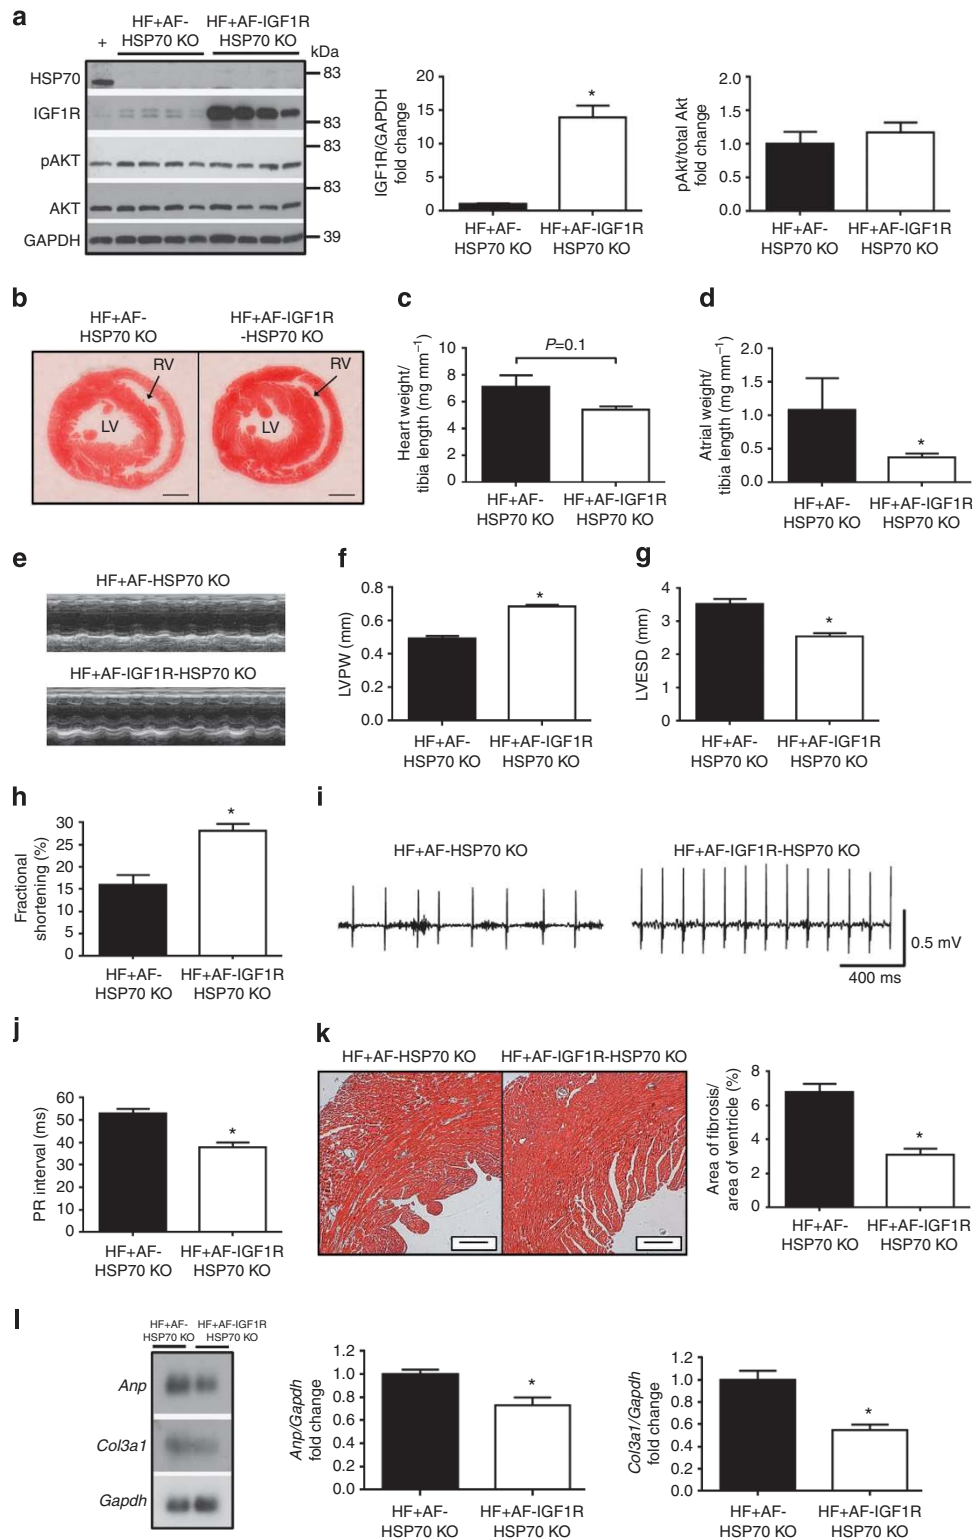 a
HF+AF-
HSP70 KO
HF+AF-IGF1R
HSP70 KO
+
kDa
HSP70
83
IGF1R
83
pAKT
83
83
AKT
GAPDH
39
IGF1R/GAPDH
fold change
20
15
10
5
0
*
HF+AF-
HSP70 KO
HF+AF-IGF1R
HSP70 KO
pAkt/total Akt
fold change
2.0
1.5
1.0
0.5
0.0
HF+AF-
HSP70 KO
HF+AF-IGF1R
HSP70 KO
b
HF+AF-
HSP70 KO
HF+AF-IGF1R
-HSP70 KO
RV
LV
RV
LV
c
Heart weight/
tibia length (mg mm⁻¹)
10
8
6
4
2
0
P=0.1
HF+AF-
HSP70 KO
HF+AF-IGF1R
HSP70 KO
d
Atrial weight/
tibia length (mg mm⁻¹)
2.0
1.5
1.0
0.5
0.0
*
HF+AF-
HSP70 KO
HF+AF-IGF1R
HSP70 KO
e
HF+AF-HSP70 KO
HF+AF-IGF1R-HSP70 KO
f
LVPW (mm)
0.8
0.6
0.4
0.2
0.0
*
HF+AF-
HSP70 KO
HF+AF-IGF1R
HSP70 KO
g
LVESD (mm)
4
3
2
1
0
*
HF+AF-
HSP70 KO
HF+AF-IGF1R
HSP70 KO
h
Fractional
shortening (%)
30
25
20
15
10
5
0
*
HF+AF-
HSP70 KO
HF+AF-IGF1R
HSP70 KO
i
HF+AF-HSP70 KO
HF+AF-IGF1R-HSP70 KO
0.5 mV
400 ms
j
PR interval (ms)
60
50
40
30
20
10
0
*
HF+AF-
HSP70 KO
HF+AF-IGF1R
HSP70 KO
k
HF+AF-HSP70 KO
HF+AF-IGF1R-HSP70 KO
Area of fibrosis/
area of ventricle (%)
8
6
4
2
0
*
HF+AF-
HSP70 KO
HF+AF-IGF1R
HSP70 KO
l
HF+AF-
HSP70 KO
HF+AF-IGF1R
HSP70 KO
Anp
Col3a1
Gapdh
Anp/Gapdh
fold change
1.2
1.0
0.8
0.6
0.4
0.2
0.0
*
HF+AF-
HSP70 KO
HF+AF-IGF1R
HSP70 KO
Col3a1/Gapdh
fold change
1.2
1.0
0.8
0.6
0.4
0.2
0.0
*
HF+AF-
HSP70 KO
HF+AF-IGF1R
HSP70 KO